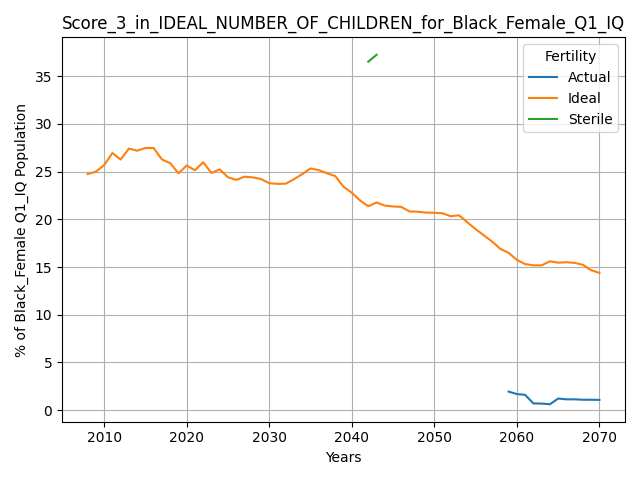 Score_3_in_IDEAL_NUMBER_OF_CHILDREN_for_Black_Female_Q1_IQ
Fertility
Actual
Ideal
Sterile
% of Black_Female Q1_IQ Population
35
30
25
20
15
10
5
0
2010 2020 2030 2040 2050 2060 2070
Years